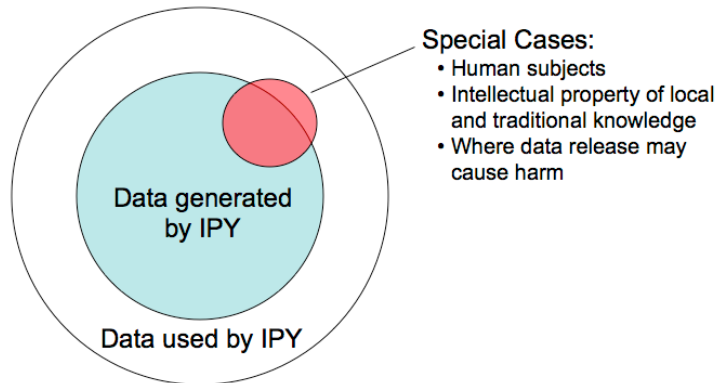 Special Cases:
• Human subjects
• Intellectual property of local
and traditional knowledge
• Where data release may
cause harm
Data generated
by IPY
Data used by IPY